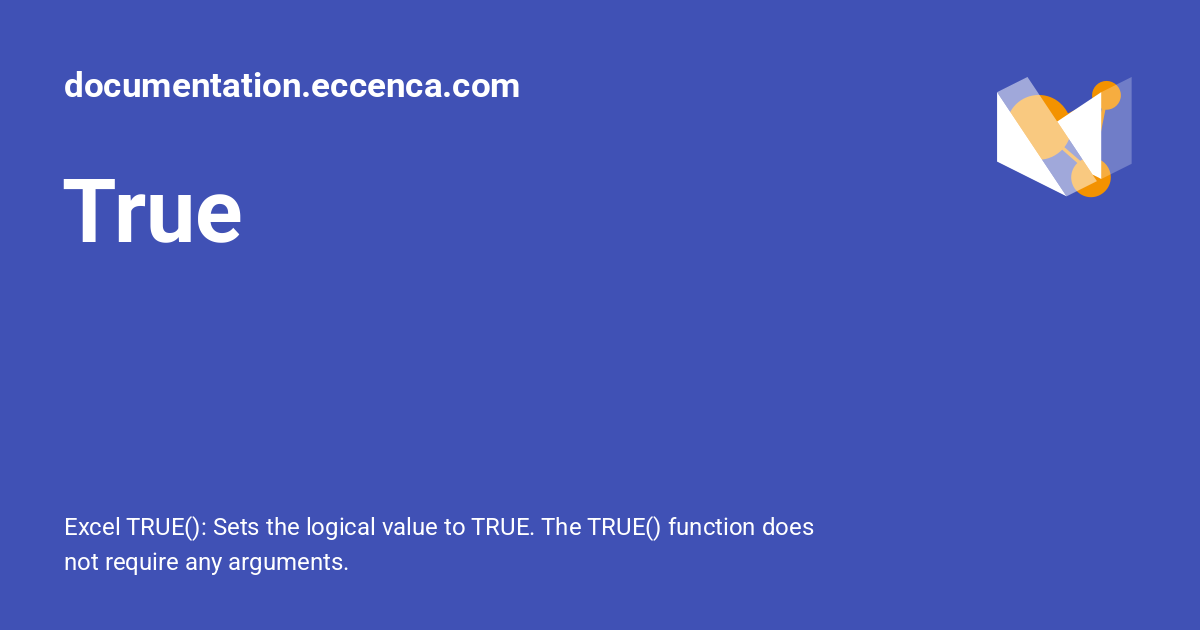 documentation.eccenca.com
True
Excel TRUE(): Sets the logical value to TRUE. The TRUE() function does
not require any arguments.